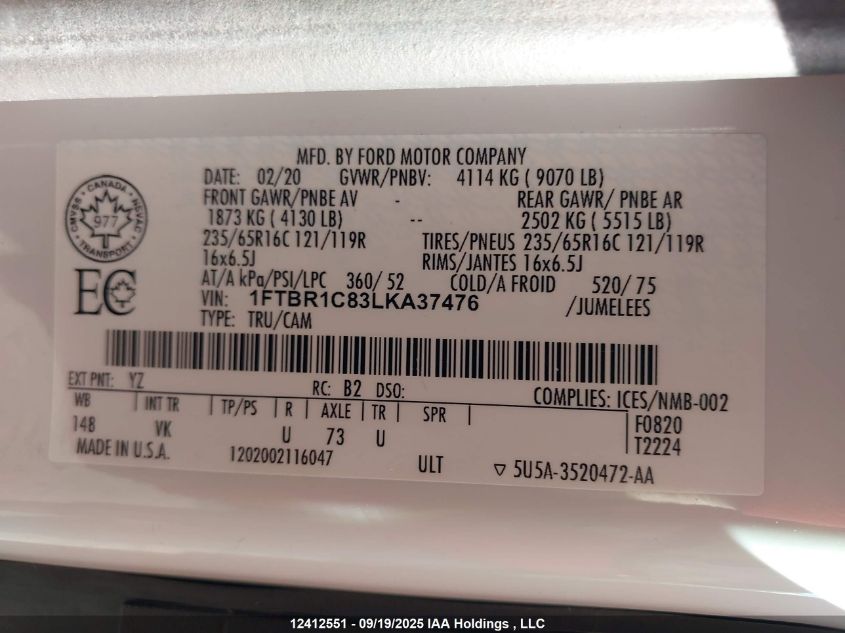 MFD. BY FORD MOTOR COMPANY
DATE: 02/20 GVWR/PNBV: 4114 KG ( 9070 LB)
FRONT GAWR/PNBE AV - REAR GAWR/ PNBE AR
1873 KG ( 4130 LB) -- 2502 KG ( 5515 LB)
235/65R16C 121/119R TIRES/PNEUS 235/65R16C 121/119R
16x6.5J RIMS/JANTES 16x6.5J
AT/A kPa/PSI/LPC 360/ 52 COLD/A FROID 520/ 75
VIN: 1FTBR1C83LKA37476 /JUMELEES
TYPE: TRU/CAM
CANADA
CMVSS NSVAC
977
TRANSPORT
EC
EXT PNT: YZ RC: B2 DSO: COMPLIES: ICES/NMB-002
WB INT TR TP/PS R AXLE TR SPR F0820
148 VK U 73 U T2224
MADE IN U.S.A. 1202002116047 ULT ▽ 5U5A-3520472-AA
12412551 - 09/19/2025 IAA Holdings , LLC